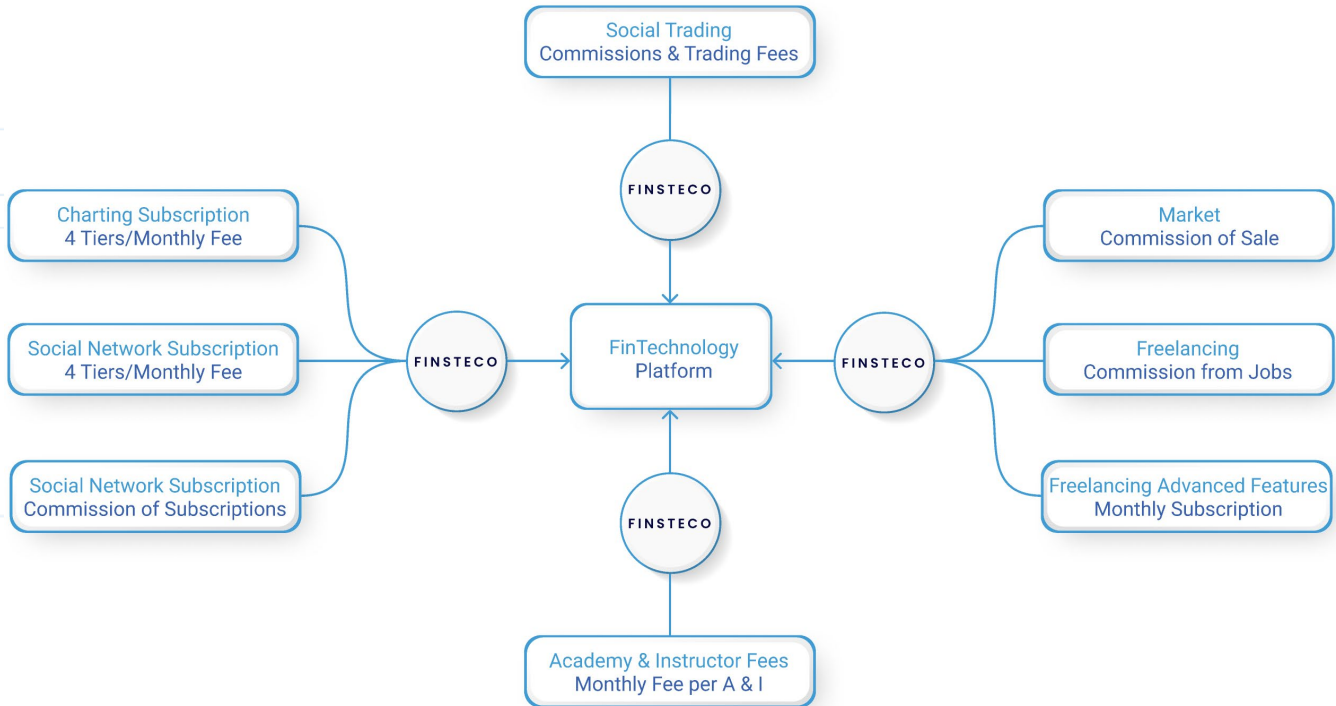 Social Trading
Commissions & Trading Fees
FINSTECO
Charting Subscription
4 Tiers/Monthly Fee
Market
Commission of Sale
Social Network Subscription
4 Tiers/Monthly Fee
FINSTECO
FinTechnology
Platform
FINSTECO
Freelancing
Commission from Jobs
Social Network Subscription
Commission of Subscriptions
Freelancing Advanced Features
Monthly Subscription
FINSTECO
Academy & Instructor Fees
Monthly Fee per A & I